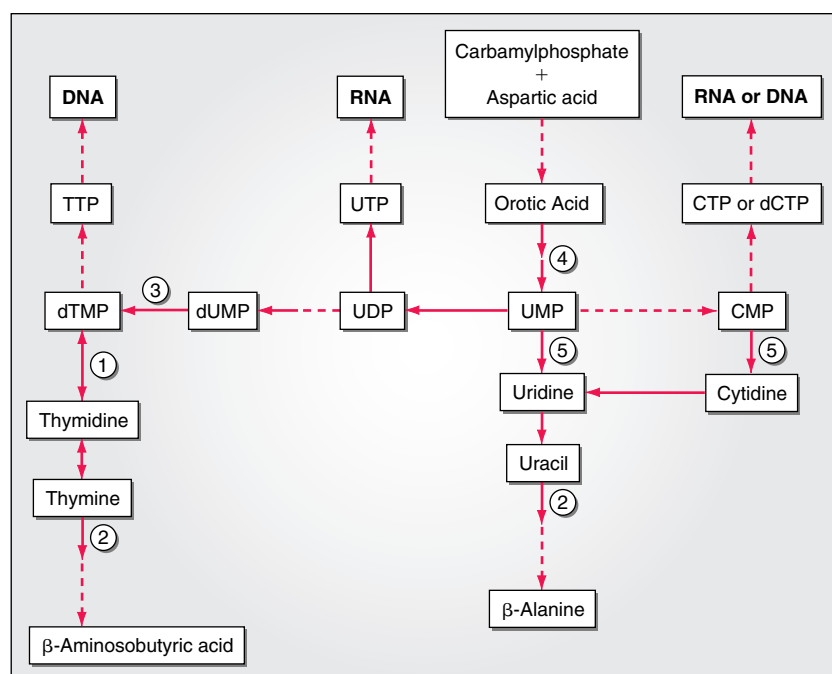 Carbamylphosphate
+
Aspartic acid
DNA
RNA
RNA or DNA
TTP
UTP
Orotic Acid
CTP or dCTP
4
3
dTMP
dUMP
UDP
UMP
CMP
1
5
5
Thymidine
Uridine
Cytidine
Uracil
Thymine
2
2
β-Alanine
β-Aminosobutyric acid